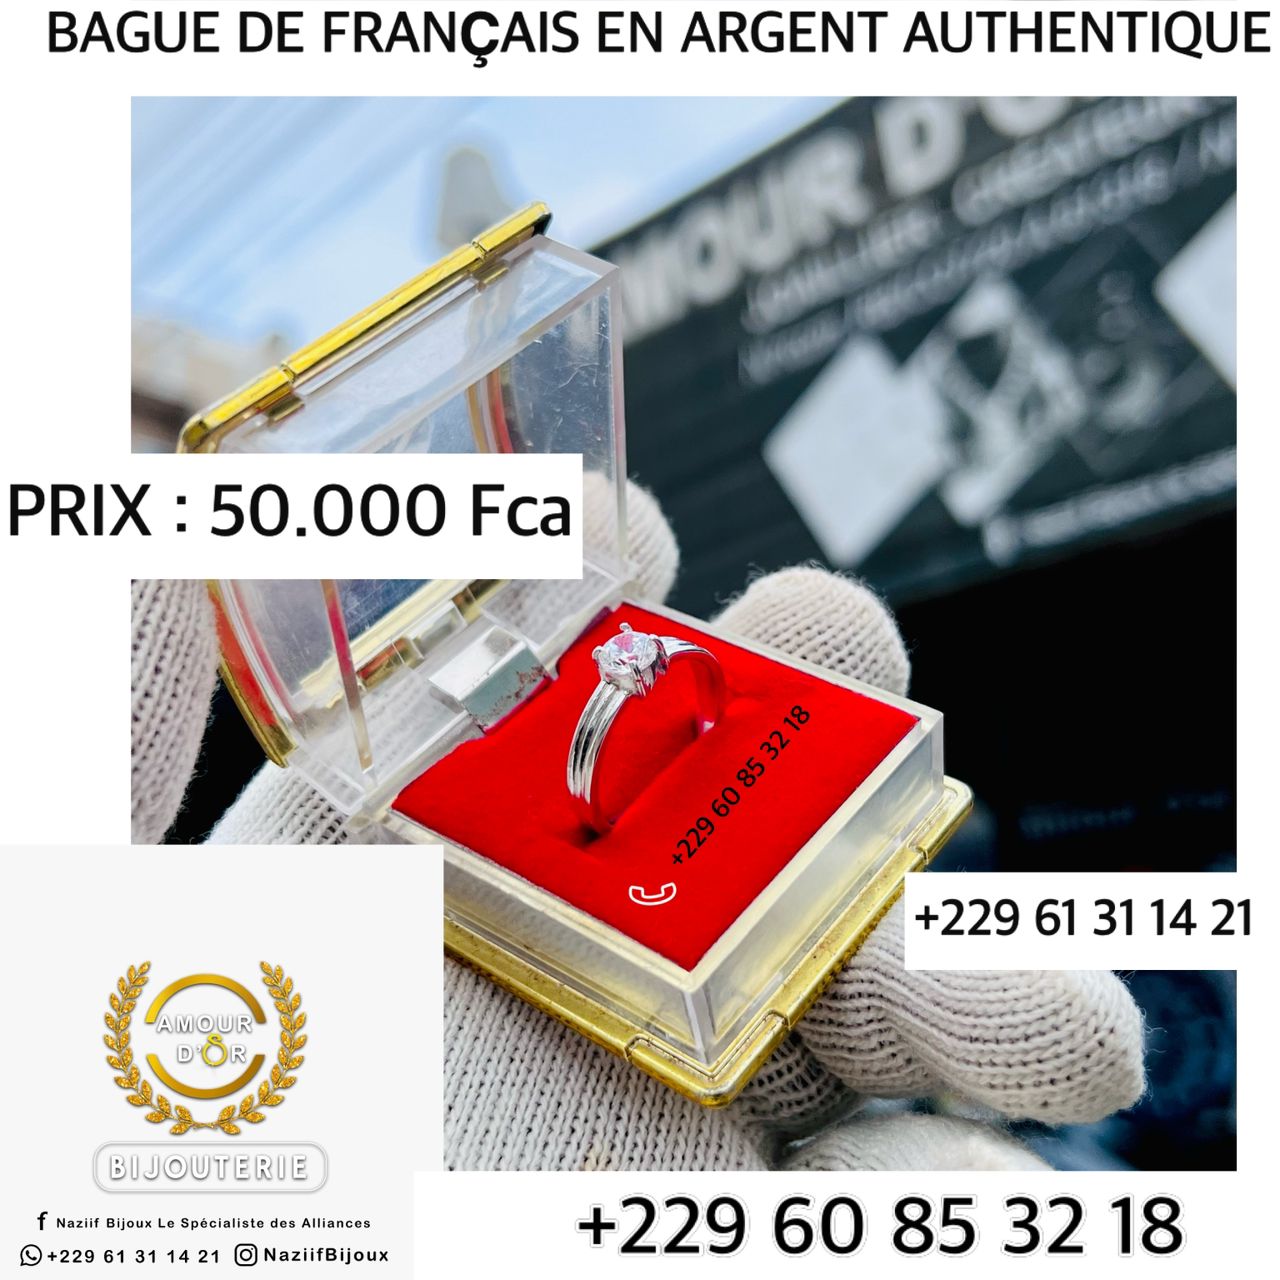 BAGUE DE FRANÇAIS EN ARGENT AUTHENTIQUE
AMOUR D'O
JOAILLIER
PRIX : 50.000 Fca
+229 60 85 32 18
+229 61 31 14 21
AMOUR
D'OR
BIJOUTERIE
f Naziif Bijoux Le Spécialiste des Alliances
+229 61 31 14 21 NaziifBijoux
+229 60 85 32 18